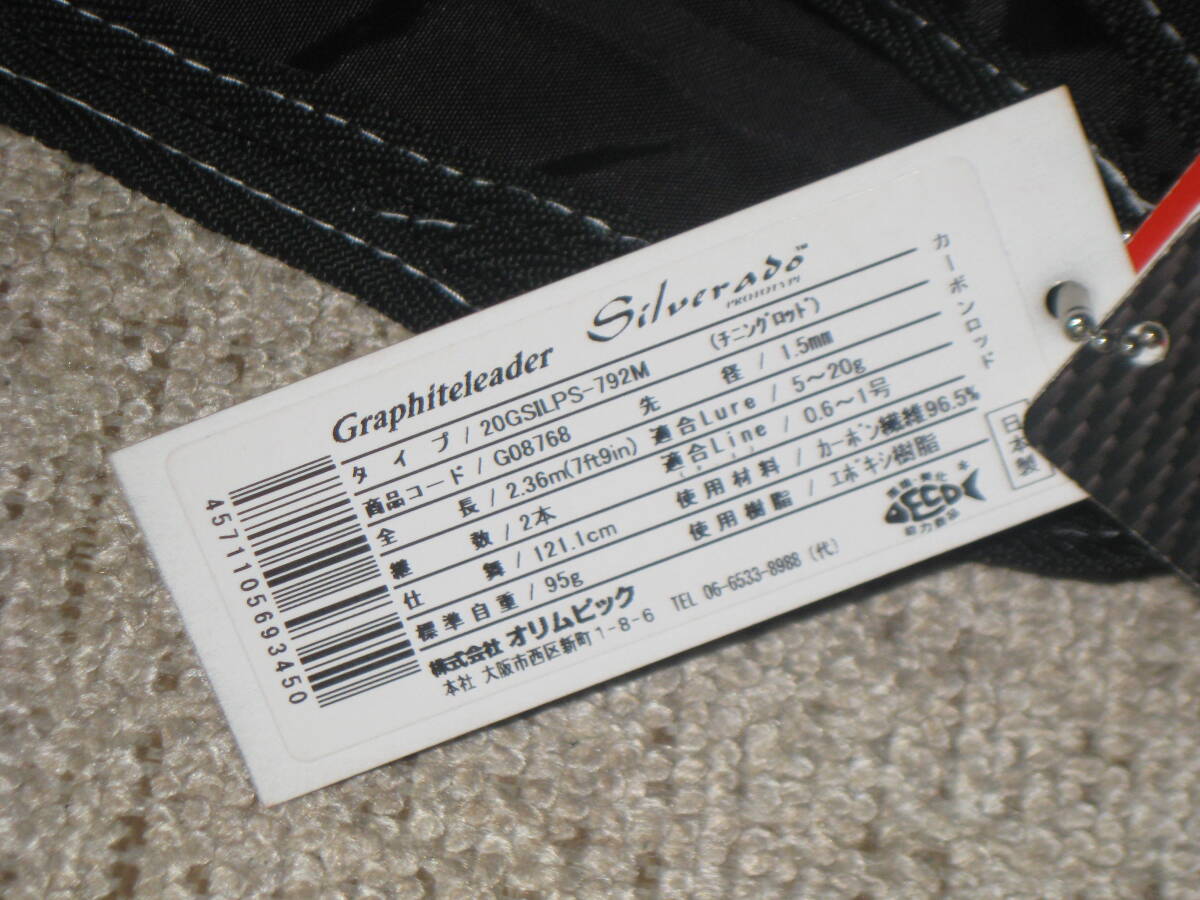 Graphiteleader Silverado™
PROTOTYPE
カーボンロッド
タイプ / 20GSILPS-792M (チニングロッド)
商品コード / G08768
全長 / 2.36m(7ft9in) 先径 / 1.5mm
継数 / 2本 適合Lure / 5～20g
仕舞 / 121.1cm 適合Line / 0.6～1号
標準自重 / 95g 使用材料 / カーボン繊維96.5%
使用樹脂 / エポキシ樹脂
日本製
ECO
協力商品
株式会社 オリムピック
本社 大阪市西区新町1-8-6 TEL 06-6533-8988 (代)
4571105693450